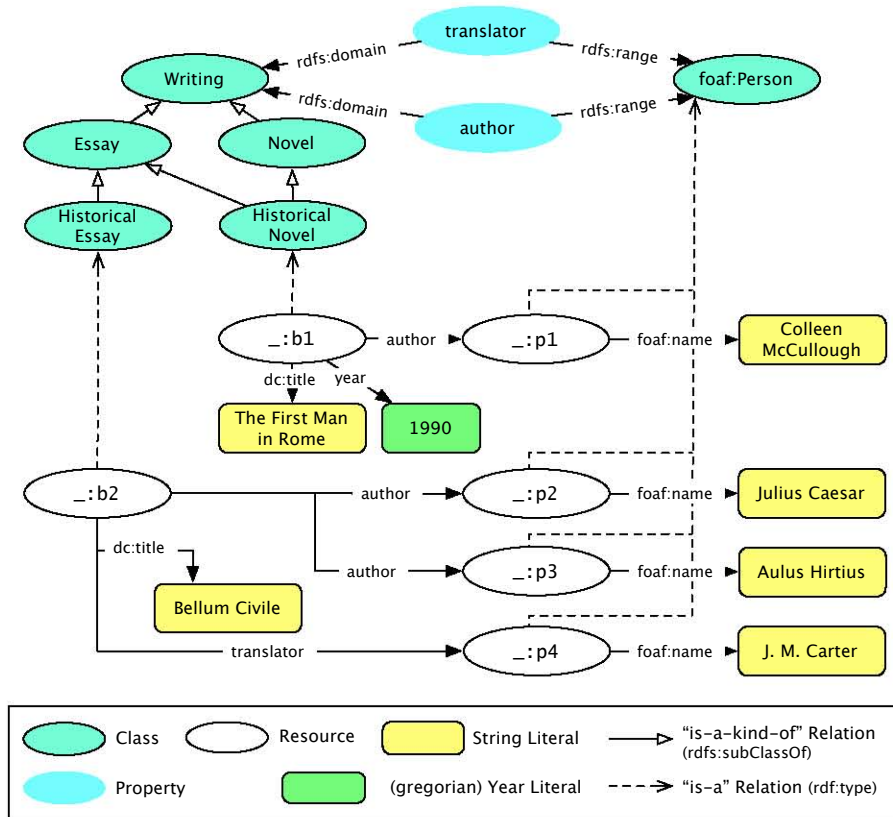 translator
rdfs:domain
rdfs:range
Writing
foaf:Person
rdfs:domain
rdfs:range
author
Essay
Novel
Historical
Essay
Historical
Novel
_:b1
author
_:p1
foaf:name
Colleen
McCullough
dc:title
year
The First Man
in Rome
1990
_:b2
author
_:p2
foaf:name
Julius Caesar
dc:title
author
_:p3
foaf:name
Aulus Hirtius
Bellum Civile
translator
_:p4
foaf:name
J. M. Carter
Class
Resource
String Literal
“is-a-kind-of” Relation
(rdfs:subClassOf)
Property
(gregorian) Year Literal
“is-a” Relation (rdf:type)